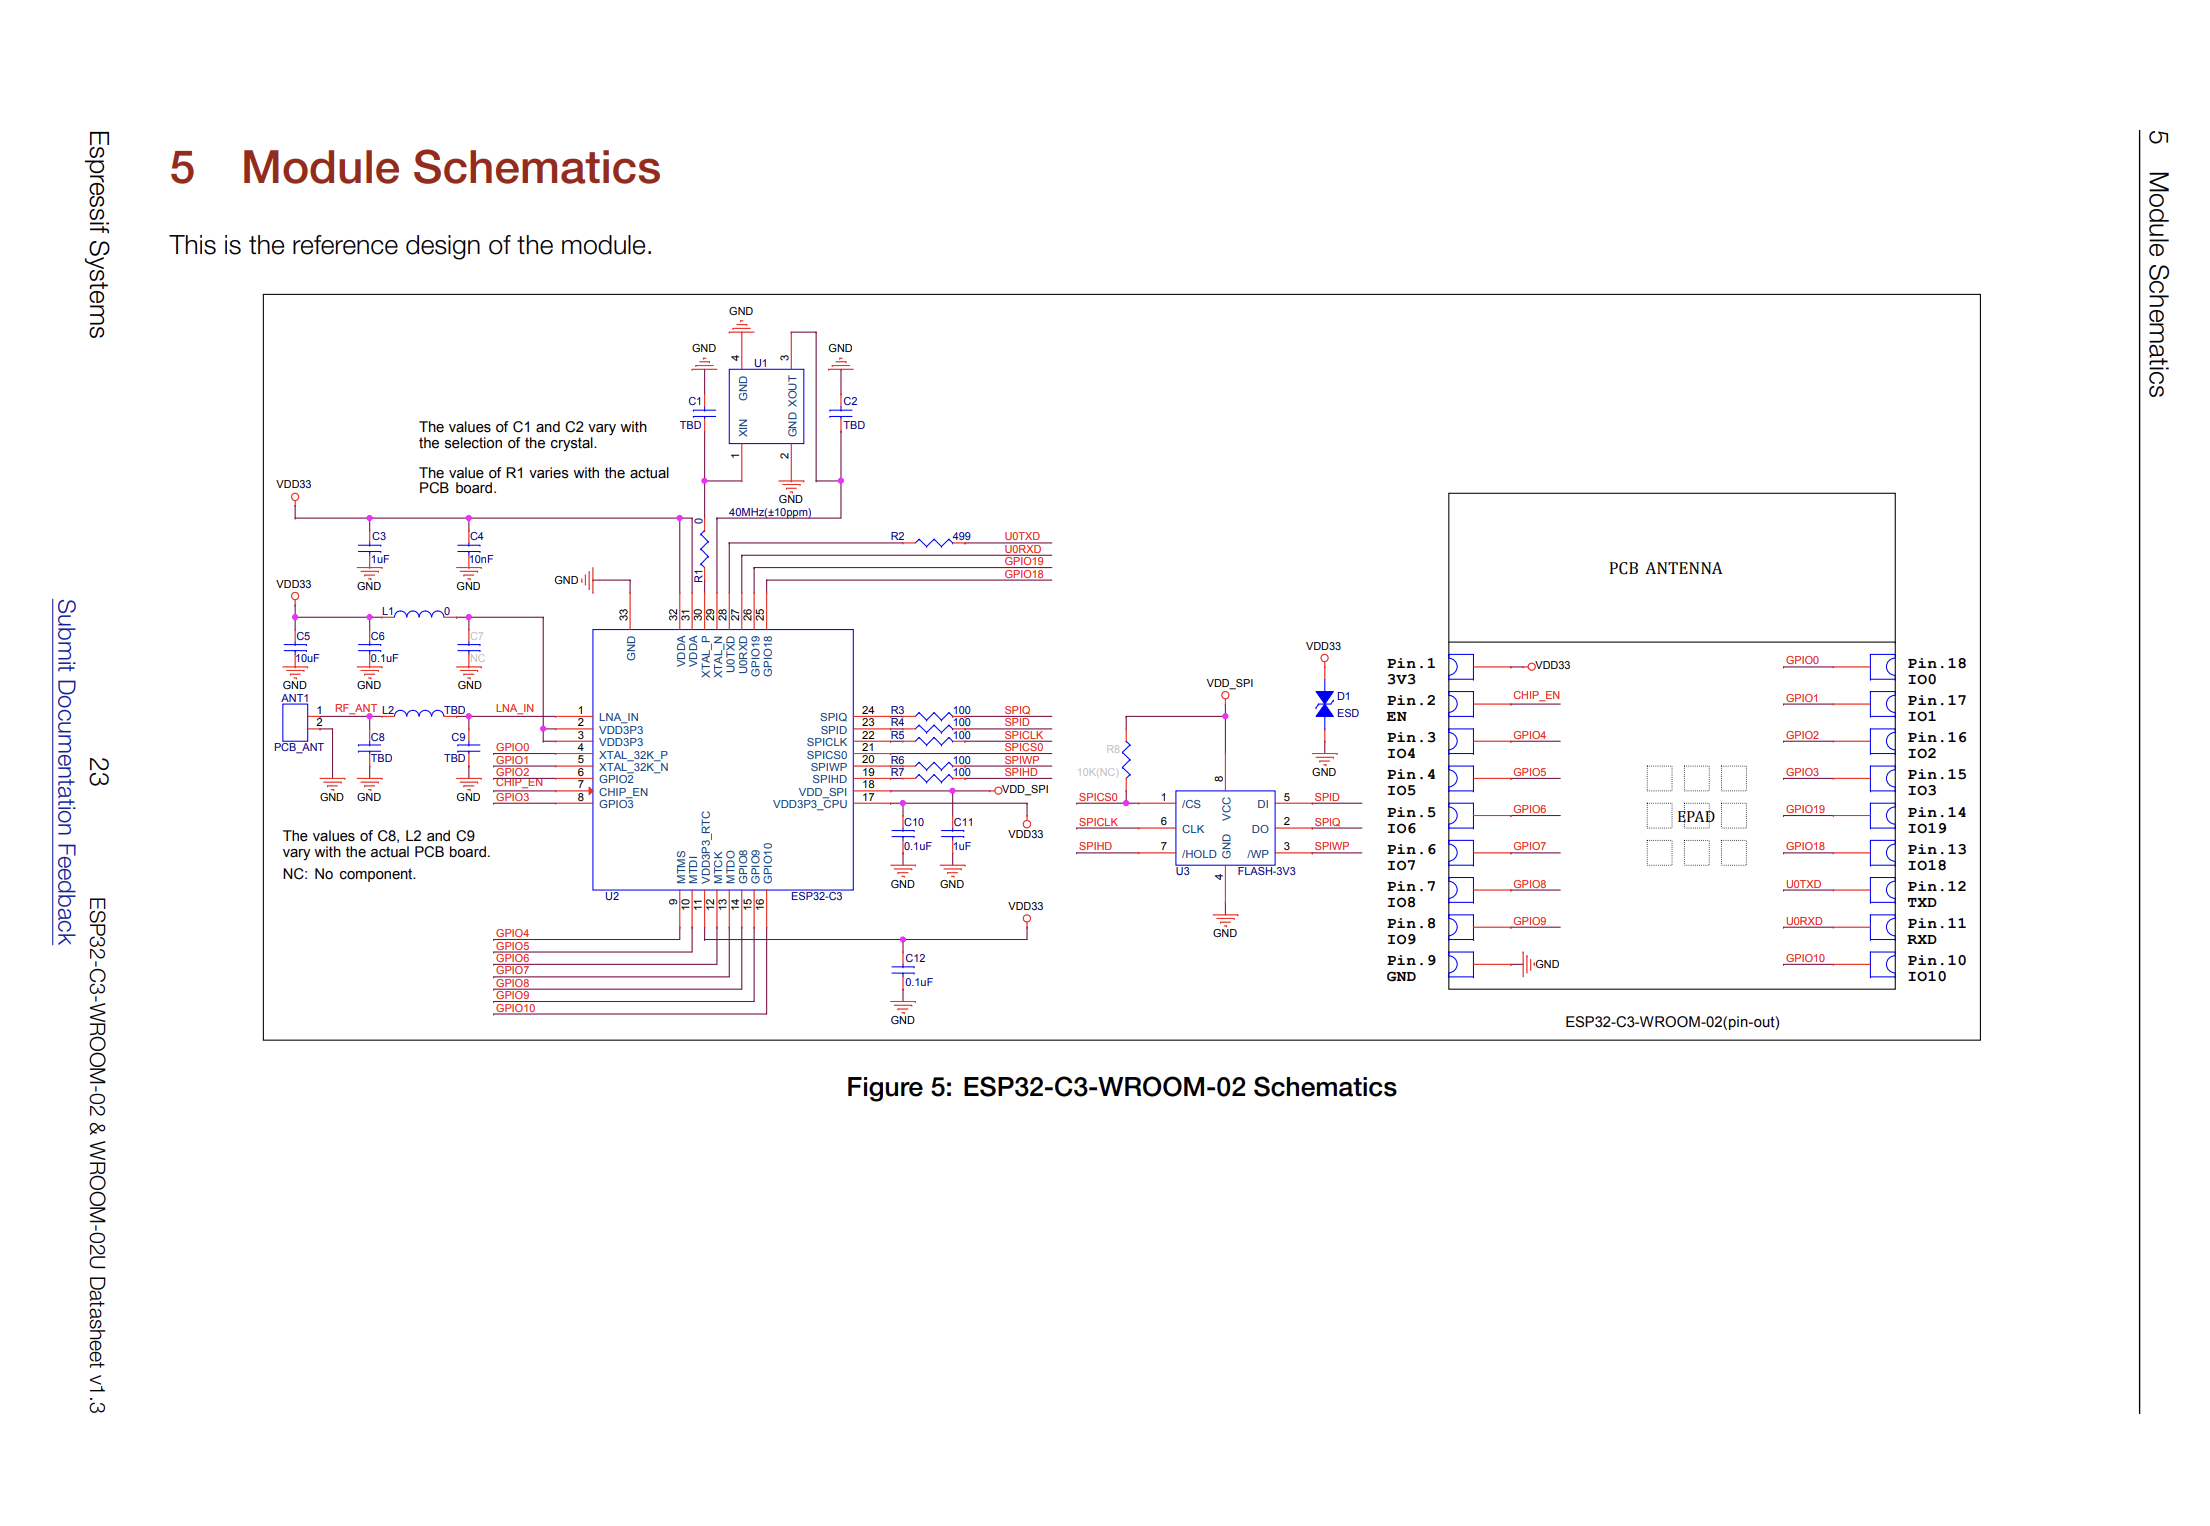 5 Module Schematics
This is the reference design of the module.
Espressif Systems
23
Submit Documentation Feedback
ESP32-C3-WROOM-02 & WROOM-02U Datasheet v1.3
5 Module Schematics
GND
GND
GND
4
3
U1
GND XOUT
XIN GND
C1
TBD
C2
TBD
1
2
GND
40MHz(±10ppm)
The values of C1 and C2 vary with
the selection of the crystal.
The value of R1 varies with the actual
PCB board.
VDD33
C3
1uF
GND
C4
10nF
GND
R1 0
R2 499 U0TXD
U0RXD
GPIO19
GPIO18
GND
VDD33
L1 0
C5
10uF
GND
C6
0.1uF
GND
C7
NC
GND
33 32 31 30 29 28 27 26 25
GND VDDA VDDA XTAL_P XTAL_N U0TXD U0RXD GPIO19 GPIO18
ANT1
PCB_ANT
1 RF_ANT L2 TBD LNA_IN
2
C8
TBD
C9
TBD
GND GND GND
1 LNA_IN
2 VDD3P3
3 VDD3P3
GPIO0 4 XTAL_32K_P
GPIO1 5 XTAL_32K_N
GPIO2 6 GPIO2
CHIP_EN 7 CHIP_EN
GPIO3 8 GPIO3
SPIQ 24 R3 100 SPIQ
SPID 23 R4 100 SPID
SPICLK 22 R5 100 SPICLK
SPICS0 21 SPICS0
SPIWP 20 R6 100 SPIWP
SPIHD 19 R7 100 SPIHD
VDD_SPI 18 VDD_SPI
VDD3P3_CPU 17
VDD33
C10
0.1uF
GND
C11
1uF
GND
The values of C8, L2 and C9
vary with the actual PCB board.
NC: No component.
MTMS MTDI VDD3P3_RTC MTCK MTDO GPIO8 GPIO9 GPIO10
U2 ESP32-C3
9 10 11 12 13 14 15 16
GPIO4
GPIO5
GPIO6
GPIO7
GPIO8
GPIO9
GPIO10
VDD33
C12
0.1uF
GND
VDD_SPI
R8
10K(NC)
8
SPICS0 1 /CS
SPICLK 6 CLK
SPIHD 7 /HOLD
VCC
GND
DI 5 SPID
DO 2 SPIQ
/WP 3 SPIWP
U3 FLASH-3V3
4
GND
VDD33
D1
ESD
GND
PCB ANTENNA
EPAD
Pin.1
3V3
VDD33
Pin.2
EN
CHIP_EN
Pin.3
IO4
GPIO4
Pin.4
IO5
GPIO5
Pin.5
IO6
GPIO6
Pin.6
IO7
GPIO7
Pin.7
IO8
GPIO8
Pin.8
IO9
GPIO9
Pin.9
GND
GND
GPIO0
Pin.18
IO0
GPIO1
Pin.17
IO1
GPIO2
Pin.16
IO2
GPIO3
Pin.15
IO3
GPIO19
Pin.14
IO19
GPIO18
Pin.13
IO18
U0TXD
Pin.12
TXD
U0RXD
Pin.11
RXD
GPIO10
Pin.10
IO10
ESP32-C3-WROOM-02(pin-out)
Figure 5: ESP32-C3-WROOM-02 Schematics